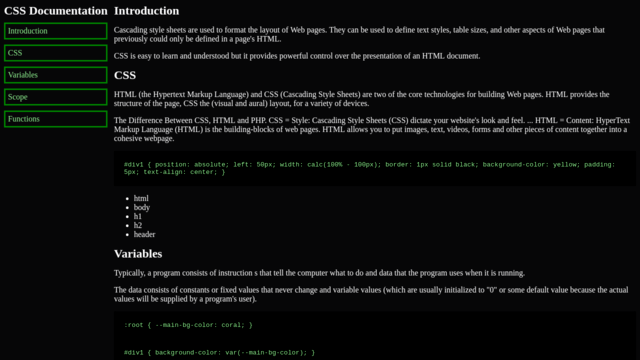 CSS Documentation
Introduction
CSS
Variables
Scope
Functions
Introduction
Cascading style sheets are used to format the layout of Web pages. They can be used to define text styles, table sizes, and other aspects of Web pages that
previously could only be defined in a page's HTML.
CSS is easy to learn and understood but it provides powerful control over the presentation of an HTML document.
CSS
HTML (the Hypertext Markup Language) and CSS (Cascading Style Sheets) are two of the core technologies for building Web pages. HTML provides the
structure of the page, CSS the (visual and aural) layout, for a variety of devices.
The Difference Between CSS, HTML and PHP. CSS = Style: Cascading Style Sheets (CSS) dictate your website's look and feel. ... HTML = Content: HyperText
Markup Language (HTML) is the building-blocks of web pages. HTML allows you to put images, text, videos, forms and other pieces of content together into a
cohesive webpage.
#div1 { position: absolute; left: 50px; width: calc(100% - 100px); border: 1px solid black; background-color: yellow; padding:
5px; text-align: center; }
html
body
h1
h2
header
Variables
Typically, a program consists of instruction s that tell the computer what to do and data that the program uses when it is running.
The data consists of constants or fixed values that never change and variable values (which are usually initialized to "0" or some default value because the actual
values will be supplied by a program's user).
:root { --main-bg-color: coral; }
#div1 { background-color: var(--main-bg-color); }